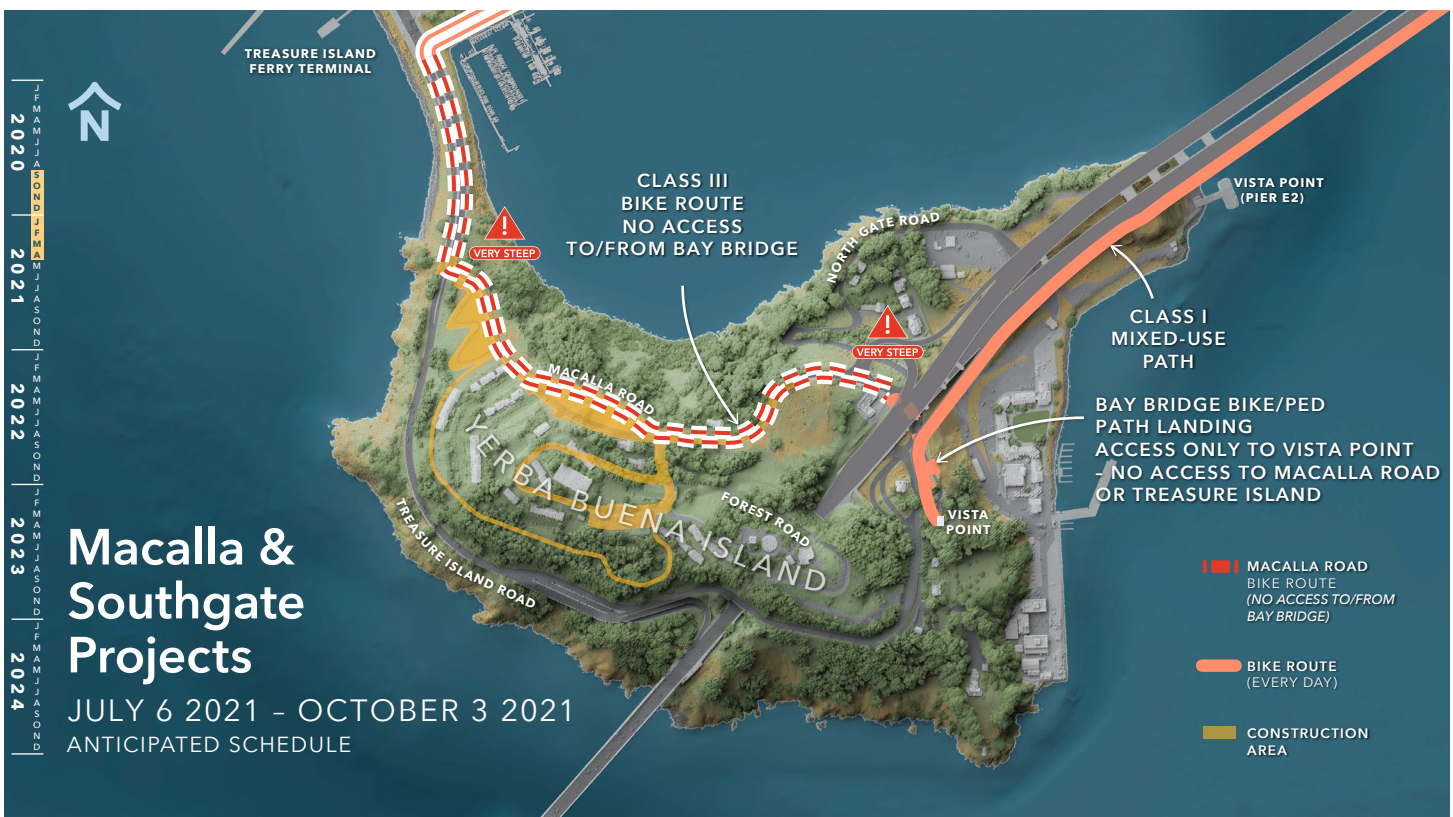 TREASURE ISLAND
FERRY TERMINAL
N
2020
J F M A M J J A S O N D
2021
J F M A M J J A S O N D
2022
J F M A M J J A S O N D
2023
J F M A M J J A S O N D
2024
J F M A M J J A S O N D
CLASS III
BIKE ROUTE
NO ACCESS
TO/FROM BAY BRIDGE
!
VERY STEEP
NORTH GATE ROAD
VISTA POINT
(PIER E2)
!
VERY STEEP
CLASS I
MIXED-USE
PATH
MACALLA ROAD
BAY BRIDGE BIKE/PED
PATH LANDING
ACCESS ONLY TO VISTA POINT
- NO ACCESS TO MACALLA ROAD
OR TREASURE ISLAND
YERBA BUENA ISLAND
FOREST ROAD
VISTA
POINT
TREASURE ISLAND ROAD
Macalla &
Southgate
Projects
JULY 6 2021 – OCTOBER 3 2021
ANTICIPATED SCHEDULE
MACALLA ROAD
BIKE ROUTE
(NO ACCESS TO/FROM
BAY BRIDGE)
BIKE ROUTE
(EVERY DAY)
CONSTRUCTION
AREA